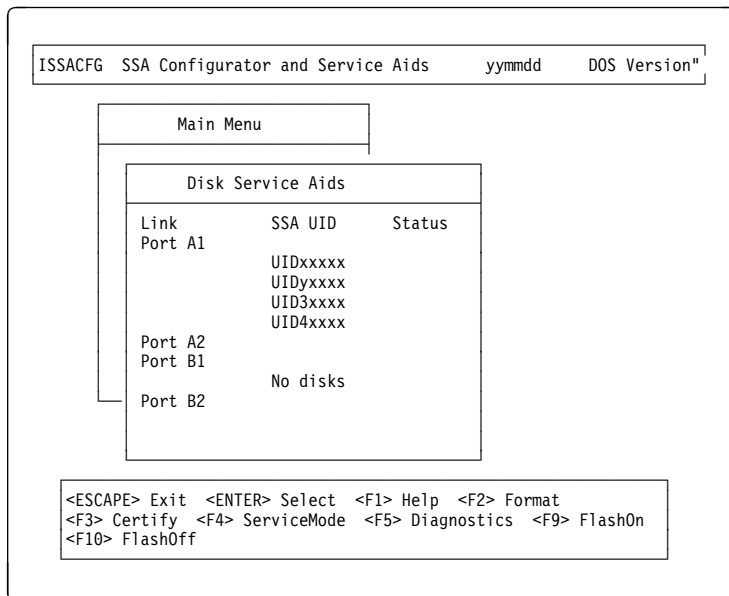 ISSACFG SSA Configurator and Service Aids yymmdd DOS Version"
Main Menu
Disk Service Aids
Link SSA UID Status
Port A1
UIDxxxxx
UIDyxxxx
UID3xxxx
UID4xxxx
Port A2
Port B1
No disks
Port B2
<ESCAPE> Exit <ENTER> Select <F1> Help <F2> Format
<F3> Certify <F4> ServiceMode <F5> Diagnostics <F9> FlashOn
<F10> FlashOff